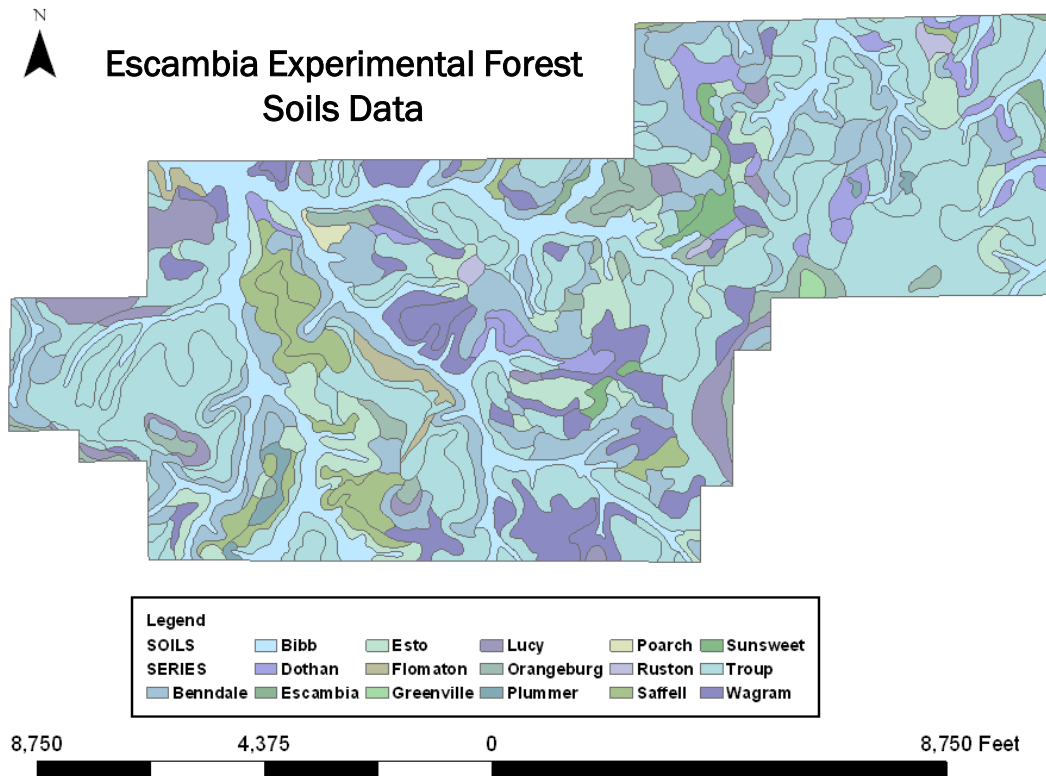 N
Escambia Experimental Forest
Soils Data
Legend
SOILS Bibb Esto Lucy Poarch Sunsweet
SERIES Dothan Flomaton Orangeburg Ruston Troup
Benndale Escambia Greenville Plummer Saffell Wagram
8,750 4,375 0 8,750 Feet